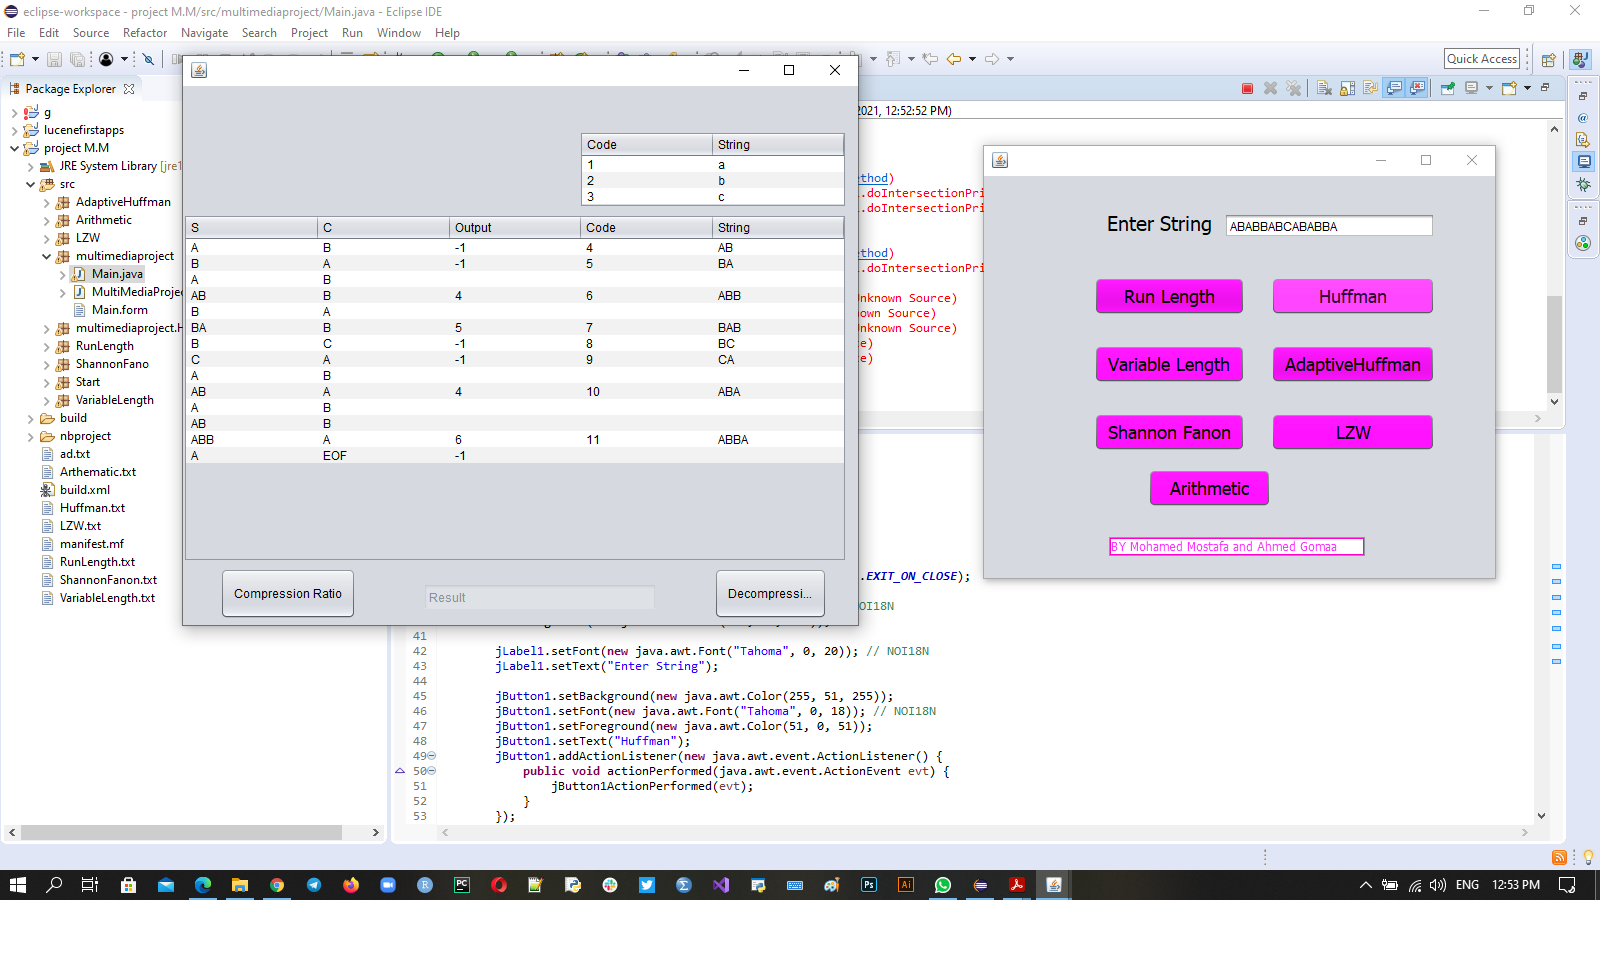 eclipse-workspace - project M.M/src/multimediaproject/Main.java - Eclipse IDE
File Edit Source Refactor Navigate Search Project Run Window Help
Quick Access
Package Explorer
g
lucenefirstapps
project M.M
JRE System Library [jre1
src
AdaptiveHuffman
Arithmetic
LZW
multimediaproject
Main.java
MultiMediaProjec
Main.form
multimediaproject.H
RunLength
ShannonFano
Start
VariableLength
build
nbproject
ad.txt
Arthematic.txt
build.xml
Huffman.txt
LZW.txt
manifest.mf
RunLength.txt
ShannonFanon.txt
VariableLength.txt
Code String
1 a
2 b
3 c
S C Output Code String
A B -1 4 AB
B A -1 5 BA
A B
AB B 4 6 ABB
B A
BA B 5 7 BAB
B C -1 8 BC
C A -1 9 CA
A B
AB A 4 10 ABA
A B
AB B
ABB A 6 11 ABBA
A EOF -1
Compression Ratio
Result
Decompressi...
2021, 12:52:52 PM)
ethod)
l.doIntersectionPri
l.doIntersectionPri
ethod)
l.doIntersectionPri
Unknown Source)
nown Source)
Unknown Source)
e)
e)
Enter String ABABBABCABABBA
Run Length Huffman
Variable Length AdaptiveHuffman
Shannon Fanon LZW
Arithmetic
BY Mohamed Mostafa and Ahmed Gomaa
.EXIT_ON_CLOSE);
OI18N
41
42 jLabel1.setFont(new java.awt.Font("Tahoma", 0, 20)); // NOI18N
43 jLabel1.setText("Enter String");
44
45 jButton1.setBackground(new java.awt.Color(255, 51, 255));
46 jButton1.setFont(new java.awt.Font("Tahoma", 0, 18)); // NOI18N
47 jButton1.setForeground(new java.awt.Color(51, 0, 51));
48 jButton1.setText("Huffman");
49 jButton1.addActionListener(new java.awt.event.ActionListener() {
50 public void actionPerformed(java.awt.event.ActionEvent evt) {
51 jButton1ActionPerformed(evt);
52 }
53 });
ENG 12:53 PM